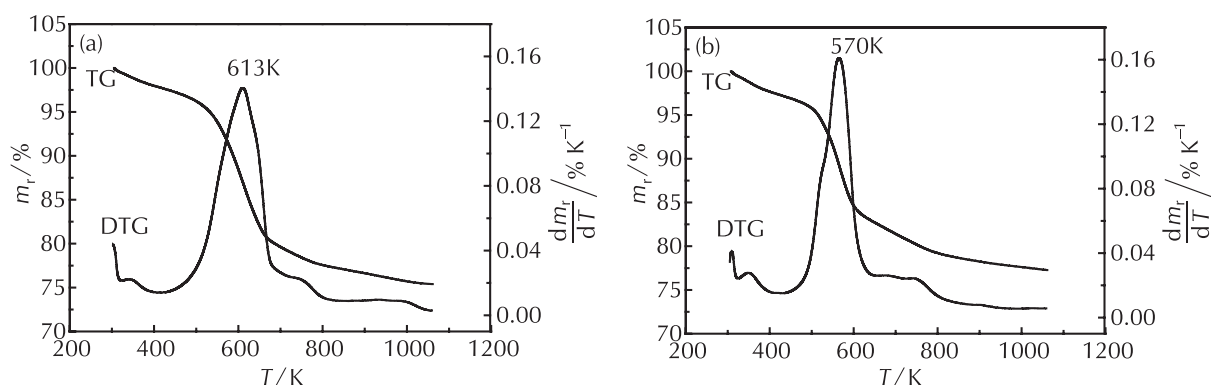 (a)
613K
TG
DTG
105
100
95
90
85
80
75
70
m_r / %
0.16
0.12
0.08
0.04
0.00
dm_r/dT / % K⁻¹
200 400 600 800 1000 1200
T / K
(b)
570K
TG
DTG
105
100
95
90
85
80
75
70
m_r / %
0.16
0.12
0.08
0.04
0.00
dm_r/dT / % K⁻¹
200 400 600 800 1000 1200
T / K